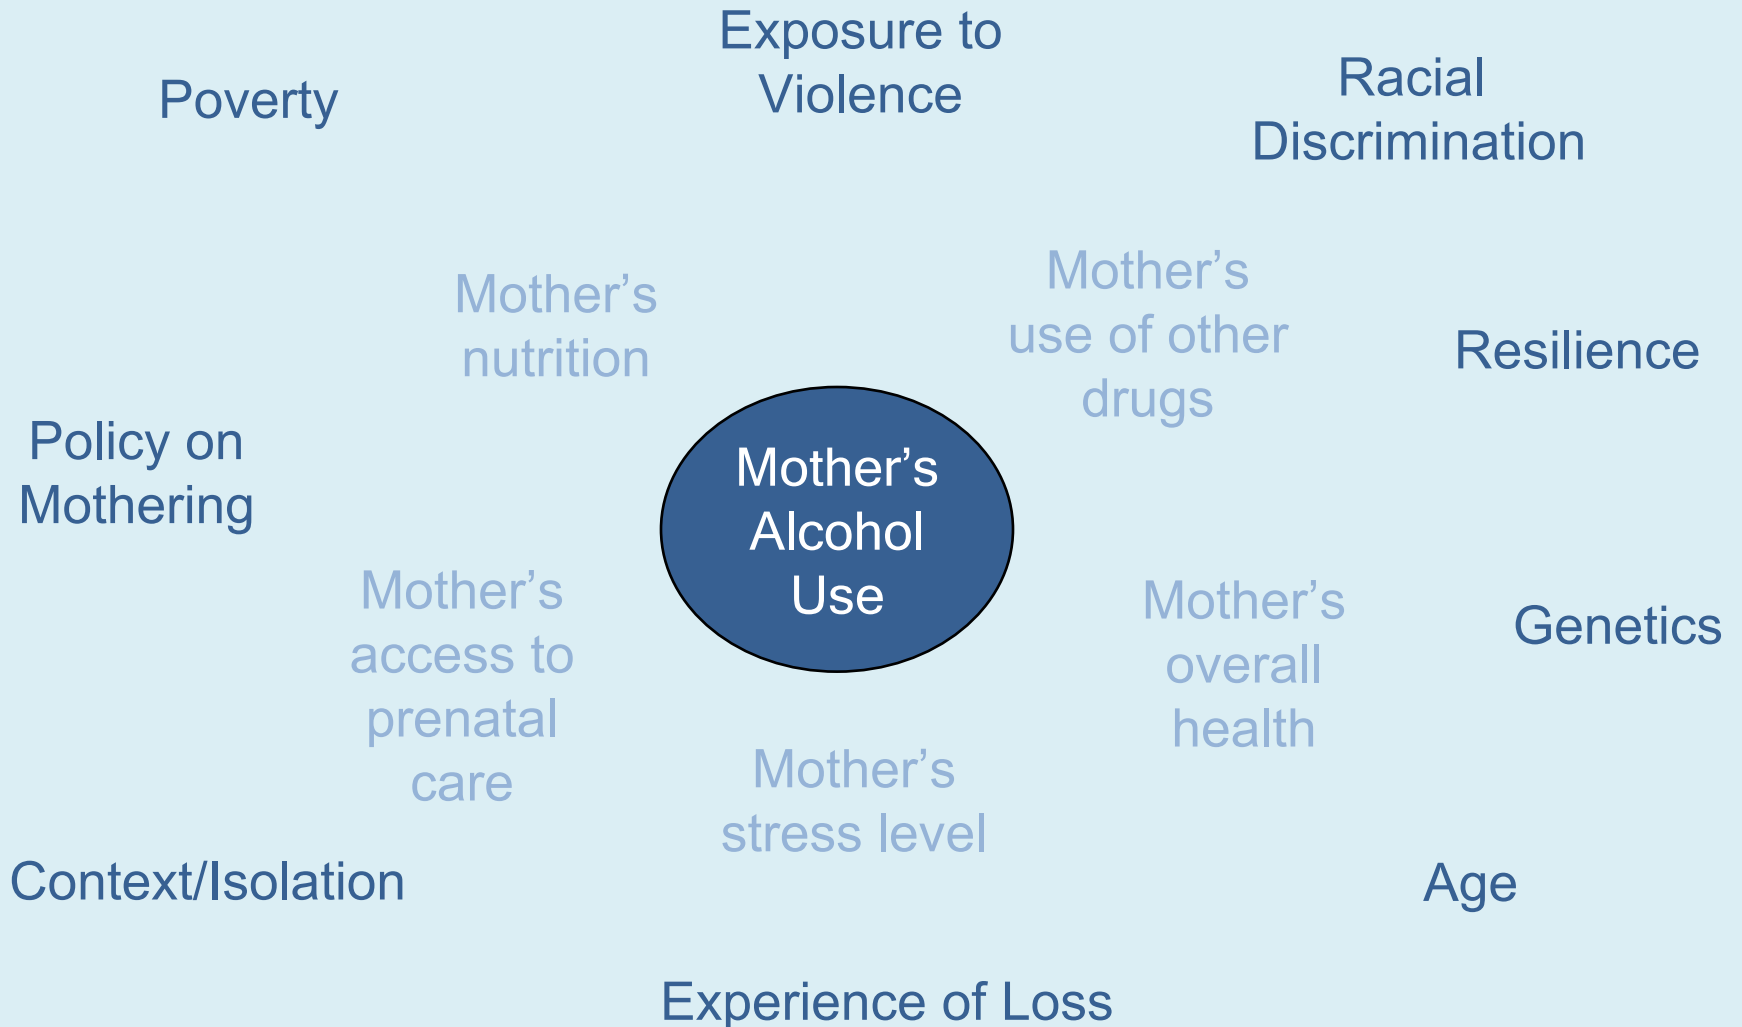 Exposure to
Violence
Poverty
Racial
Discrimination
Mother’s
nutrition
Mother’s
use of other
drugs
Resilience
Policy on
Mothering
Mother’s
Alcohol
Use
Mother’s
access to
prenatal
care
Mother’s
overall
health
Genetics
Mother’s
stress level
Context/Isolation
Age
Experience of Loss